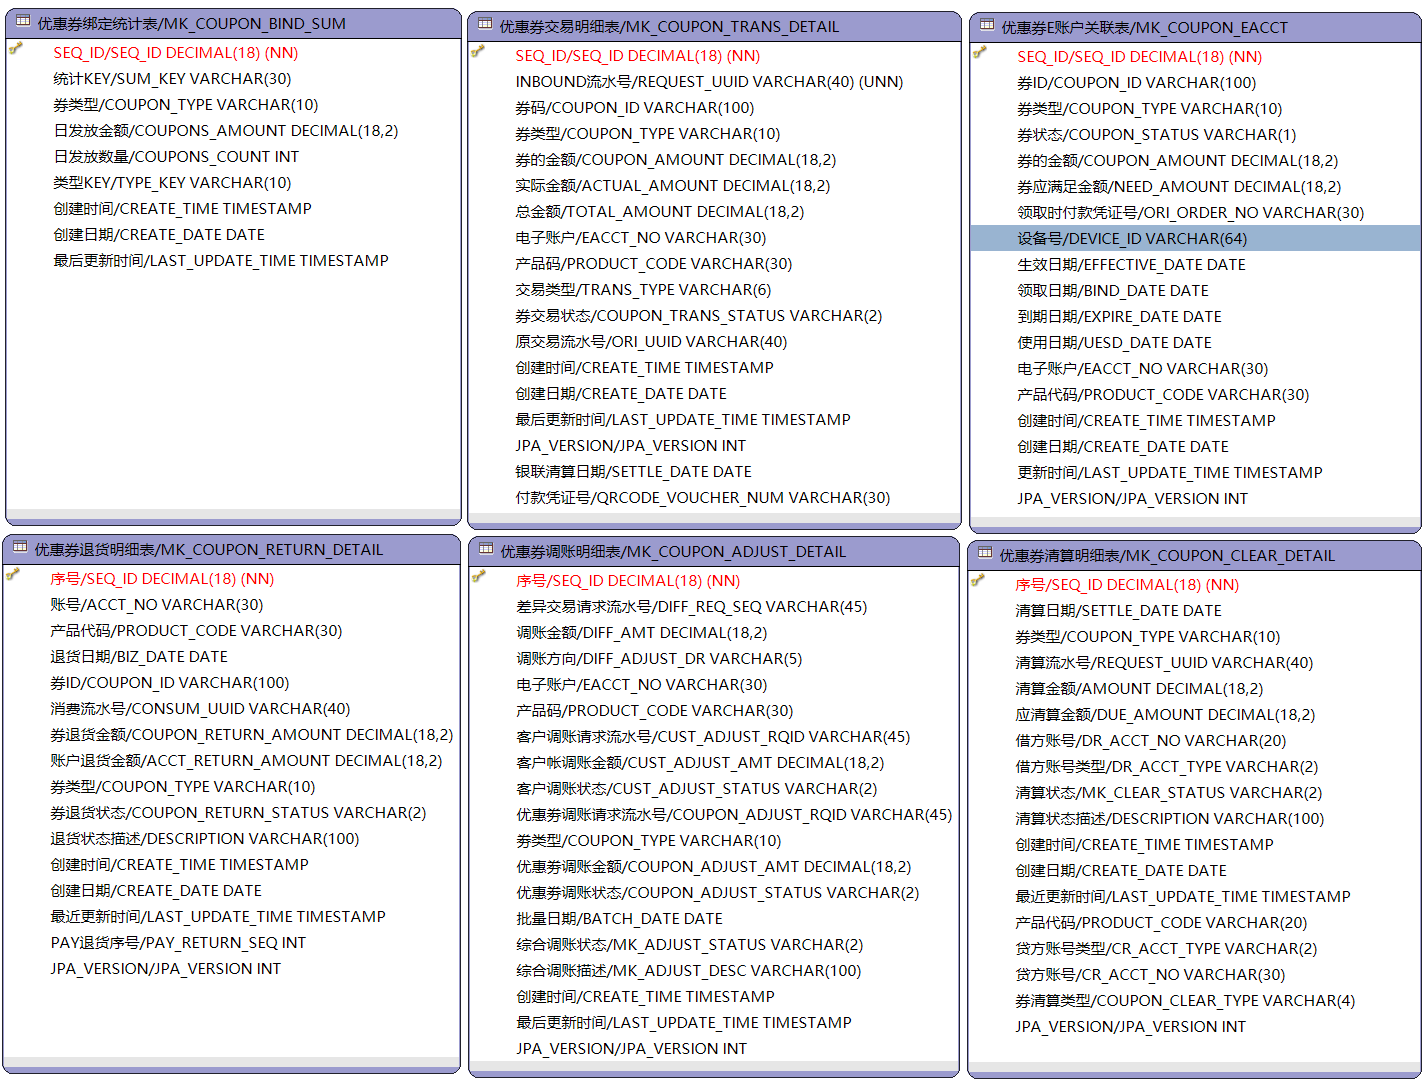 优惠券绑定统计表/MK_COUPON_BIND_SUM
SEQ_ID/SEQ_ID DECIMAL(18) (NN)
统计KEY/SUM_KEY VARCHAR(30)
券类型/COUPON_TYPE VARCHAR(10)
日发放金额/COUPONS_AMOUNT DECIMAL(18,2)
日发放数量/COUPONS_COUNT INT
类型KEY/TYPE_KEY VARCHAR(10)
创建时间/CREATE_TIME TIMESTAMP
创建日期/CREATE_DATE DATE
最后更新时间/LAST_UPDATE_TIME TIMESTAMP
优惠券交易明细表/MK_COUPON_TRANS_DETAIL
SEQ_ID/SEQ_ID DECIMAL(18) (NN)
INBOUND流水号/REQUEST_UUID VARCHAR(40) (UNN)
券码/COUPON_ID VARCHAR(100)
券类型/COUPON_TYPE VARCHAR(10)
券的金额/COUPON_AMOUNT DECIMAL(18,2)
实际金额/ACTUAL_AMOUNT DECIMAL(18,2)
总金额/TOTAL_AMOUNT DECIMAL(18,2)
电子账户/EACCT_NO VARCHAR(30)
产品码/PRODUCT_CODE VARCHAR(30)
交易类型/TRANS_TYPE VARCHAR(6)
券交易状态/COUPON_TRANS_STATUS VARCHAR(2)
原交易流水号/ORI_UUID VARCHAR(40)
创建时间/CREATE_TIME TIMESTAMP
创建日期/CREATE_DATE DATE
最后更新时间/LAST_UPDATE_TIME TIMESTAMP
JPA_VERSION/JPA_VERSION INT
银联清算日期/SETTLE_DATE DATE
付款凭证号/QRCODE_VOUCHER_NUM VARCHAR(30)
优惠券E账户关联表/MK_COUPON_EACCT
SEQ_ID/SEQ_ID DECIMAL(18) (NN)
券ID/COUPON_ID VARCHAR(100)
券类型/COUPON_TYPE VARCHAR(10)
券状态/COUPON_STATUS VARCHAR(1)
券的金额/COUPON_AMOUNT DECIMAL(18,2)
券应满足金额/NEED_AMOUNT DECIMAL(18,2)
领取时付款凭证号/ORI_ORDER_NO VARCHAR(30)
设备号/DEVICE_ID VARCHAR(64)
生效日期/EFFECTIVE_DATE DATE
领取日期/BIND_DATE DATE
到期日期/EXPIRE_DATE DATE
使用日期/UESD_DATE DATE
电子账户/EACCT_NO VARCHAR(30)
产品代码/PRODUCT_CODE VARCHAR(30)
创建时间/CREATE_TIME TIMESTAMP
创建日期/CREATE_DATE DATE
更新时间/LAST_UPDATE_TIME TIMESTAMP
JPA_VERSION/JPA_VERSION INT
优惠券退货明细表/MK_COUPON_RETURN_DETAIL
序号/SEQ_ID DECIMAL(18) (NN)
账号/ACCT_NO VARCHAR(30)
产品代码/PRODUCT_CODE VARCHAR(30)
退货日期/BIZ_DATE DATE
券ID/COUPON_ID VARCHAR(100)
消费流水号/CONSUM_UUID VARCHAR(40)
券退货金额/COUPON_RETURN_AMOUNT DECIMAL(18,2)
账户退货金额/ACCT_RETURN_AMOUNT DECIMAL(18,2)
券类型/COUPON_TYPE VARCHAR(10)
券退货状态/COUPON_RETURN_STATUS VARCHAR(2)
退货状态描述/DESCRIPTION VARCHAR(100)
创建时间/CREATE_TIME TIMESTAMP
创建日期/CREATE_DATE DATE
最近更新时间/LAST_UPDATE_TIME TIMESTAMP
PAY退货序号/PAY_RETURN_SEQ INT
JPA_VERSION/JPA_VERSION INT
优惠券调账明细表/MK_COUPON_ADJUST_DETAIL
序号/SEQ_ID DECIMAL(18) (NN)
差异交易请求流水号/DIFF_REQ_SEQ VARCHAR(45)
调账金额/DIFF_AMT DECIMAL(18,2)
调账方向/DIFF_ADJUST_DR VARCHAR(5)
电子账户/EACCT_NO VARCHAR(30)
产品码/PRODUCT_CODE VARCHAR(30)
客户调账请求流水号/CUST_ADJUST_RQID VARCHAR(45)
客户帐调账金额/CUST_ADJUST_AMT DECIMAL(18,2)
客户调账状态/CUST_ADJUST_STATUS VARCHAR(2)
优惠券调账请求流水号/COUPON_ADJUST_RQID VARCHAR(45)
券类型/COUPON_TYPE VARCHAR(10)
优惠劵调账金额/COUPON_ADJUST_AMT DECIMAL(18,2)
优惠劵调账状态/COUPON_ADJUST_STATUS VARCHAR(2)
批量日期/BATCH_DATE DATE
综合调账状态/MK_ADJUST_STATUS VARCHAR(2)
综合调账描述/MK_ADJUST_DESC VARCHAR(100)
创建时间/CREATE_TIME TIMESTAMP
最后更新时间/LAST_UPDATE_TIME TIMESTAMP
JPA_VERSION/JPA_VERSION INT
优惠券清算明细表/MK_COUPON_CLEAR_DETAIL
序号/SEQ_ID DECIMAL(18) (NN)
清算日期/SETTLE_DATE DATE
券类型/COUPON_TYPE VARCHAR(10)
清算流水号/REQUEST_UUID VARCHAR(40)
清算金额/AMOUNT DECIMAL(18,2)
应清算金额/DUE_AMOUNT DECIMAL(18,2)
借方账号/DR_ACCT_NO VARCHAR(20)
借方账号类型/DR_ACCT_TYPE VARCHAR(2)
清算状态/MK_CLEAR_STATUS VARCHAR(2)
清算状态描述/DESCRIPTION VARCHAR(100)
创建时间/CREATE_TIME TIMESTAMP
创建日期/CREATE_DATE DATE
最近更新时间/LAST_UPDATE_TIME TIMESTAMP
产品代码/PRODUCT_CODE VARCHAR(20)
贷方账号类型/CR_ACCT_TYPE VARCHAR(2)
贷方账号/CR_ACCT_NO VARCHAR(30)
券清算类型/COUPON_CLEAR_TYPE VARCHAR(4)
JPA_VERSION/JPA_VERSION INT